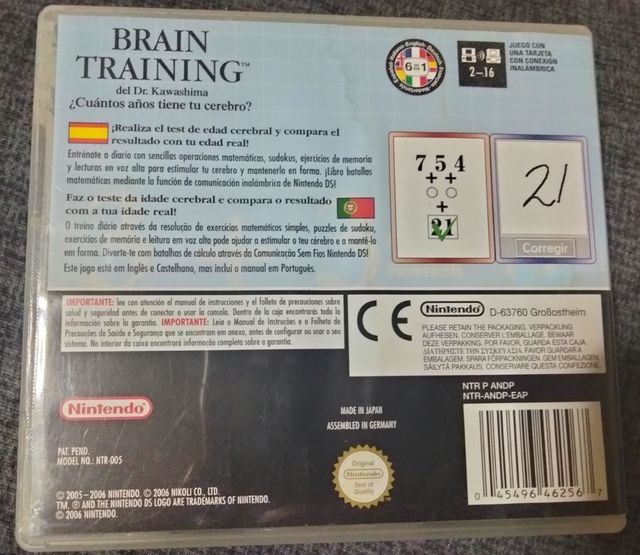 BRAIN
TRAINING™
del Dr. Kawashima
¿Cuántos años tiene tu cerebro?
6 in 1
2-16
JUEGO CON
UNA TARJETA
CON CONEXIÓN
INALAMBRICA
¡Realiza el test de edad cerebral y compara el
resultado con tu edad real!
Entrénate a diario con sencillas operaciones matemáticas, sudokus, ejercicios de memoria
y lecturas en voz alta para estimular tu cerebro y mantenerlo en forma. ¡Libra batallas
matemáticas mediante la función de comunicación inalámbrica de Nintendo DS!
Faz o teste da idade cerebral e compara o resultado
com a tua idade real!
O treino diário através da resolução de exercícios matemáticos simples, puzzles de sudoku,
exercícios de memória e leitura em voz alta pode ajudar a estimular o teu cérebro e a mantê-lo
em forma. Diverte-te com batalhas de cálculo através da Comunicação Sem Fios Nintendo DS!
Este jogo está em Inglês e Castelhano, mas inclui o manual em Português.
7 5 4
+ +
+
21
21
Corregir
IMPORTANTE: lee con atención el manual de instrucciones y el folleto de precauciones sobre
salud y seguridad antes de conectar o usar la consola. Dentro de la caja encontrarás toda la
información sobre la garantía. IMPORTANTE: Leia o Manual de Instruções e o Folheto de
Precauções de Saúde e Segurança que se encontram em anexo, antes de configurar ou usar o seu
sistema. No interior da caixa encontrará informação completa sobre a garantia.
CE
Nintendo
D-63760 Großostheim
PLEASE RETAIN THE PACKAGING. VERPACKUNG
AUFHEBEN. CONSERVER L'EMBALLAGE. BEWAAR
DEZE VERPAKKING. POR FAVOR, GUARDA ESTA CAJA.
ΔΙΑΤΗΡΗΣΤΕ ΤΗΝ ΣΥΣΚΕΥΑΣΙΑ. FAVOR GUARDAR A
EMBALAGEM. SPARA FÖRPACKNINGEN. GEM EMBALLAGEN.
SÄILYTÄ PAKKAUS. CONSERVARE QUESTA CONFEZIONE.
NTR P ANDP
NTR-ANDP-EAP
Nintendo
MADE IN JAPAN
ASSEMBLED IN GERMANY
PAT. PEND.
MODEL NO.: NTR-005
Original
Nintendo
Seal of
Quality
© 2005 - 2006 NINTENDO. © 2006 NIKOLI CO., LTD.
TM, ® AND THE NINTENDO DS LOGO ARE TRADEMARKS OF NINTENDO.
© 2006 NINTENDO.
0 45496 46256 7